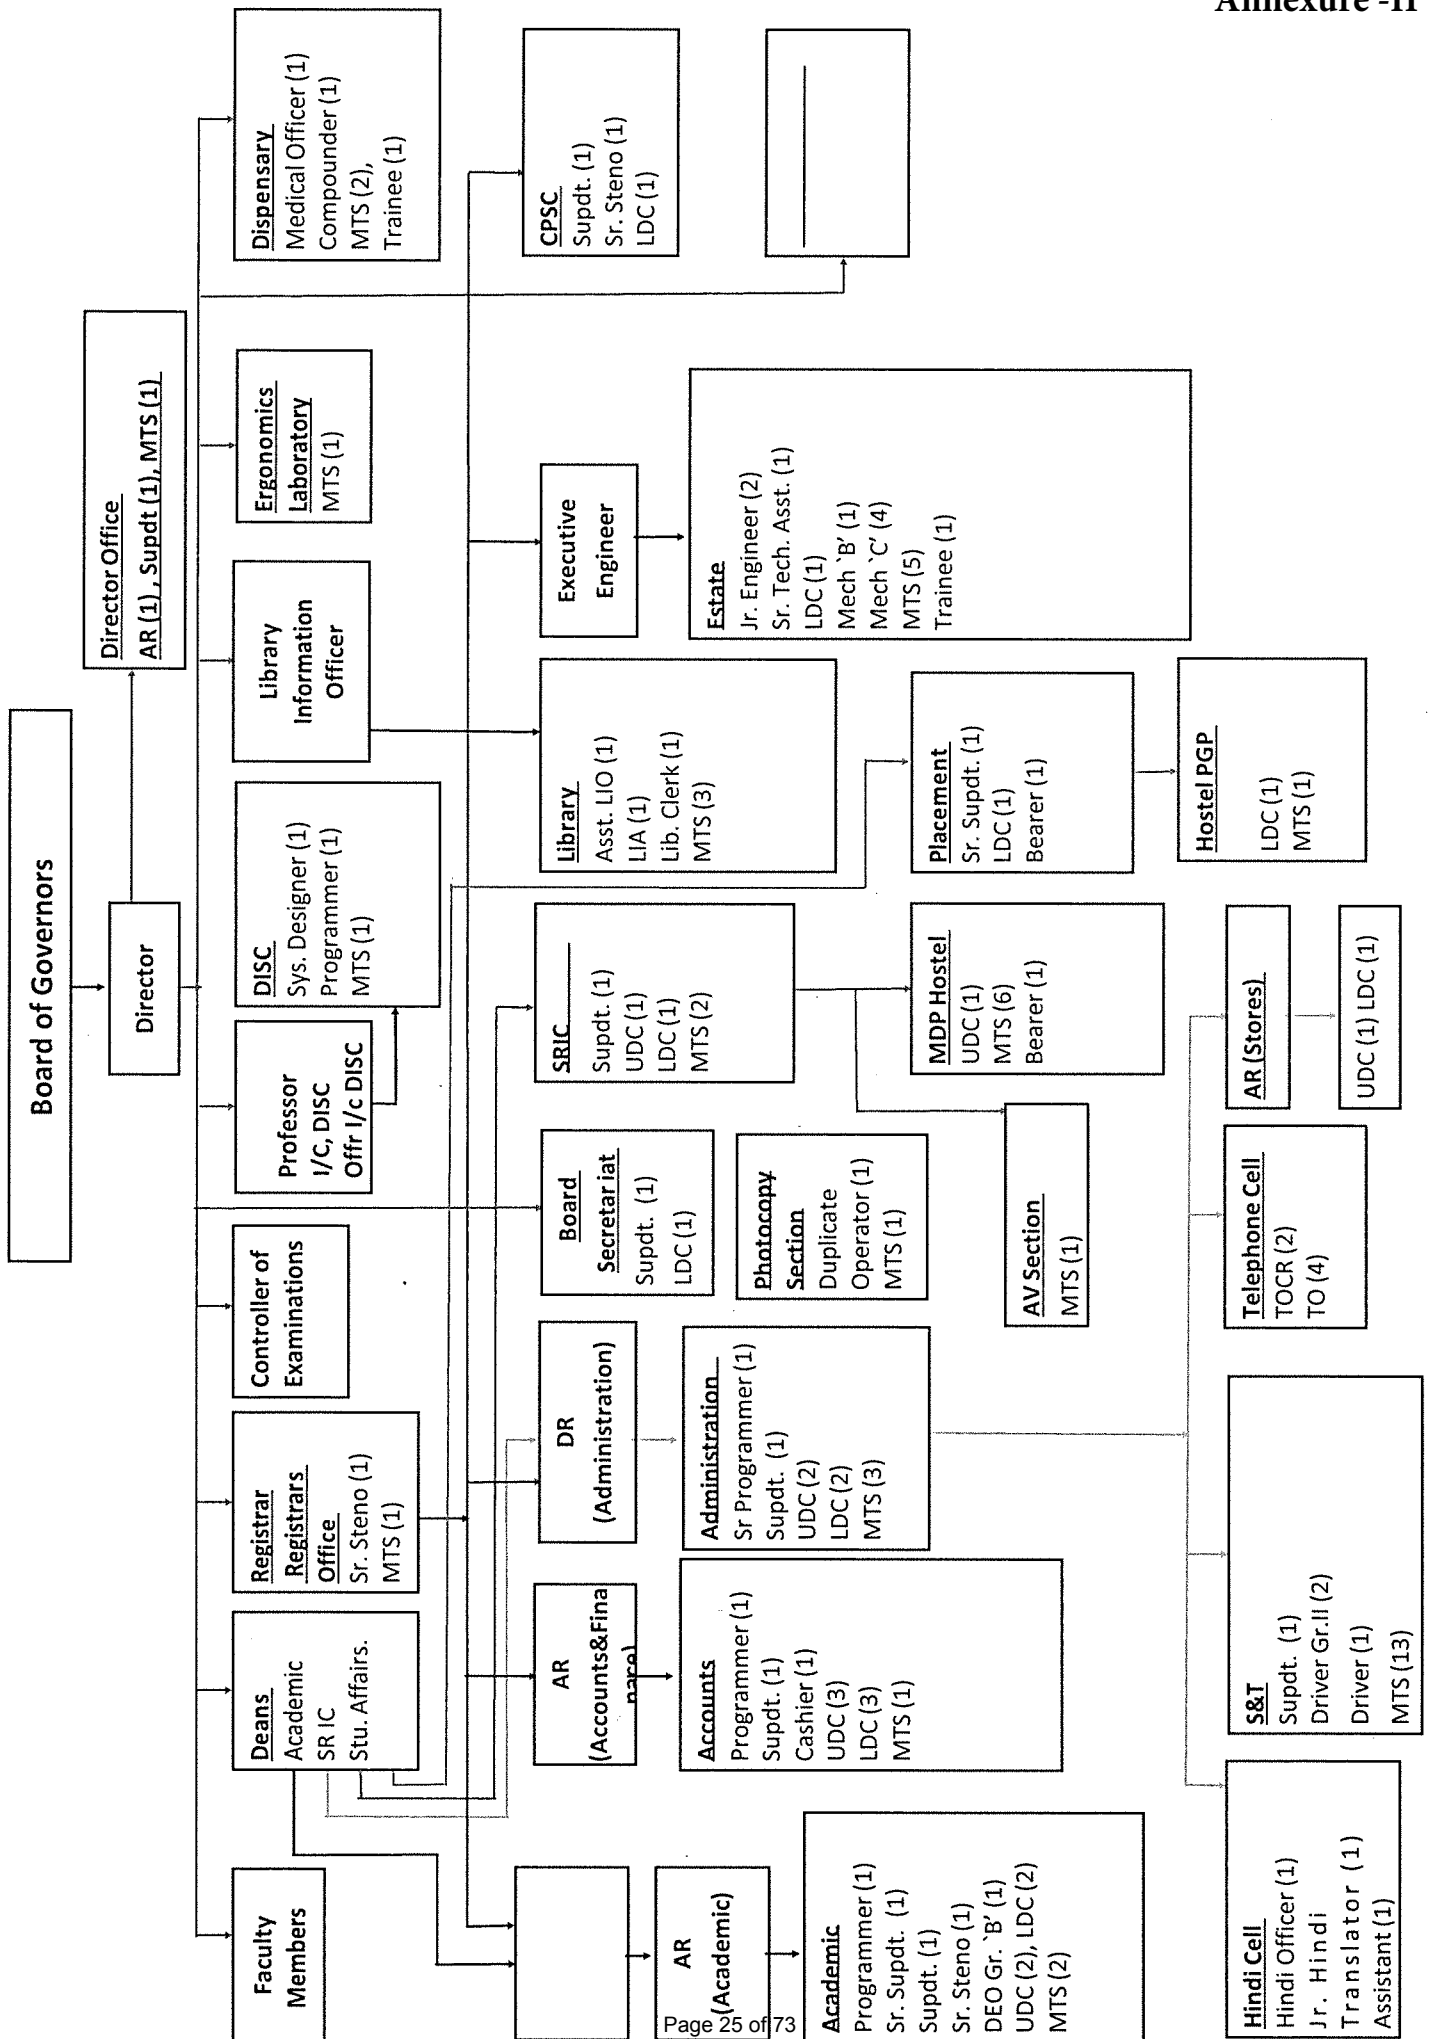 Annexure -II
Board of Governors
Director
Director Office
AR (1) , Supdt (1), MTS (1)
Faculty
Members
Deans
Academic
SR IC
Stu. Affairs.
Registrar
Registrars
Office
Sr. Steno (1)
MTS (1)
Controller of
Examinations
Professor
I/C, DISC
Offr I/c DISC
DISC
Sys. Designer (1)
Programmer (1)
MTS (1)
Library
Information
Officer
Ergonomics
Laboratory
MTS (1)
Dispensary
Medical Officer (1)
Compounder (1)
MTS (2),
Trainee (1)
AR
(Accounts&Fina
nace)
DR
(Administration)
Board
Secretariat
Supdt. (1)
LDC (1)
SRIC
Supdt. (1)
UDC (1)
LDC (1)
MTS (2)
Library
Asst. LIO (1)
LIA (1)
Lib. Clerk (1)
MTS (3)
Executive
Engineer
CPSC
Supdt. (1)
Sr. Steno (1)
LDC (1)
AR
(Academic)
Accounts
Programmer (1)
Supdt. (1)
Cashier (1)
UDC (3)
LDC (3)
MTS (1)
Administration
Sr Programmer (1)
Supdt. (1)
UDC (2)
LDC (2)
MTS (3)
Photocopy
Section
Duplicate
Operator (1)
MTS (1)
Estate
Jr. Engineer (2)
Sr. Tech. Asst. (1)
LDC (1)
Mech `B' (1)
Mech `C' (4)
MTS (5)
Trainee (1)
Academic
Programmer (1)
Sr. Supdt. (1)
Supdt. (1)
Sr. Steno (1)
DEO Gr. `B' (1)
UDC (2), LDC (2)
MTS (2)
MDP Hostel
UDC (1)
MTS (6)
Bearer (1)
Placement
Sr. Supdt. (1)
LDC (1)
Bearer (1)
AV Section
MTS (1)
Hostel PGP
LDC (1)
MTS (1)
Hindi Cell
Hindi Officer (1)
Jr. Hindi
Translator (1)
Assistant (1)
S&T
Supdt. (1)
Driver Gr.II (2)
Driver (1)
MTS (13)
Telephone Cell
TOCR (2)
TO (4)
AR (Stores)
UDC (1) LDC (1)
Page 25 of 73